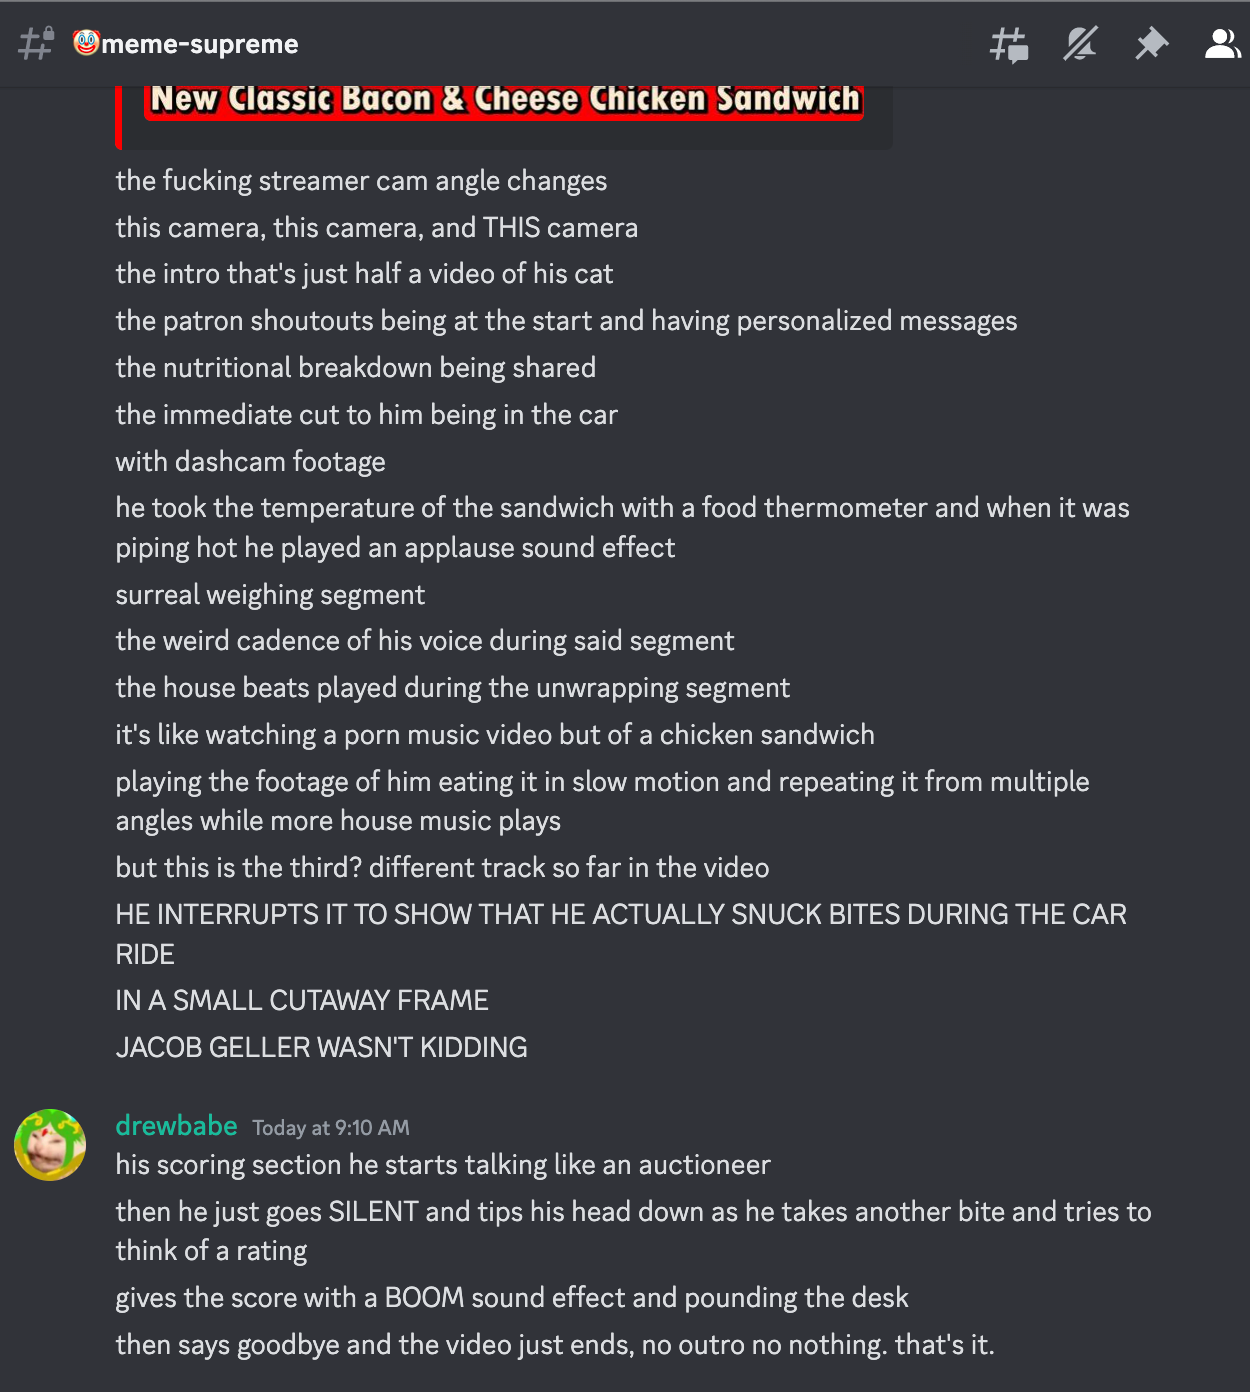 🤡meme-supreme
New Classic Bacon & Cheese Chicken Sandwich
the fucking streamer cam angle changes
this camera, this camera, and THIS camera
the intro that's just half a video of his cat
the patron shoutouts being at the start and having personalized messages
the nutritional breakdown being shared
the immediate cut to him being in the car
with dashcam footage
he took the temperature of the sandwich with a food thermometer and when it was
piping hot he played an applause sound effect
surreal weighing segment
the weird cadence of his voice during said segment
the house beats played during the unwrapping segment
it's like watching a porn music video but of a chicken sandwich
playing the footage of him eating it in slow motion and repeating it from multiple
angles while more house music plays
but this is the third? different track so far in the video
HE INTERRUPTS IT TO SHOW THAT HE ACTUALLY SNUCK BITES DURING THE CAR
RIDE
IN A SMALL CUTAWAY FRAME
JACOB GELLER WASN'T KIDDING
drewbabe Today at 9:10 AM
his scoring section he starts talking like an auctioneer
then he just goes SILENT and tips his head down as he takes another bite and tries to
think of a rating
gives the score with a BOOM sound effect and pounding the desk
then says goodbye and the video just ends, no outro no nothing. that's it.